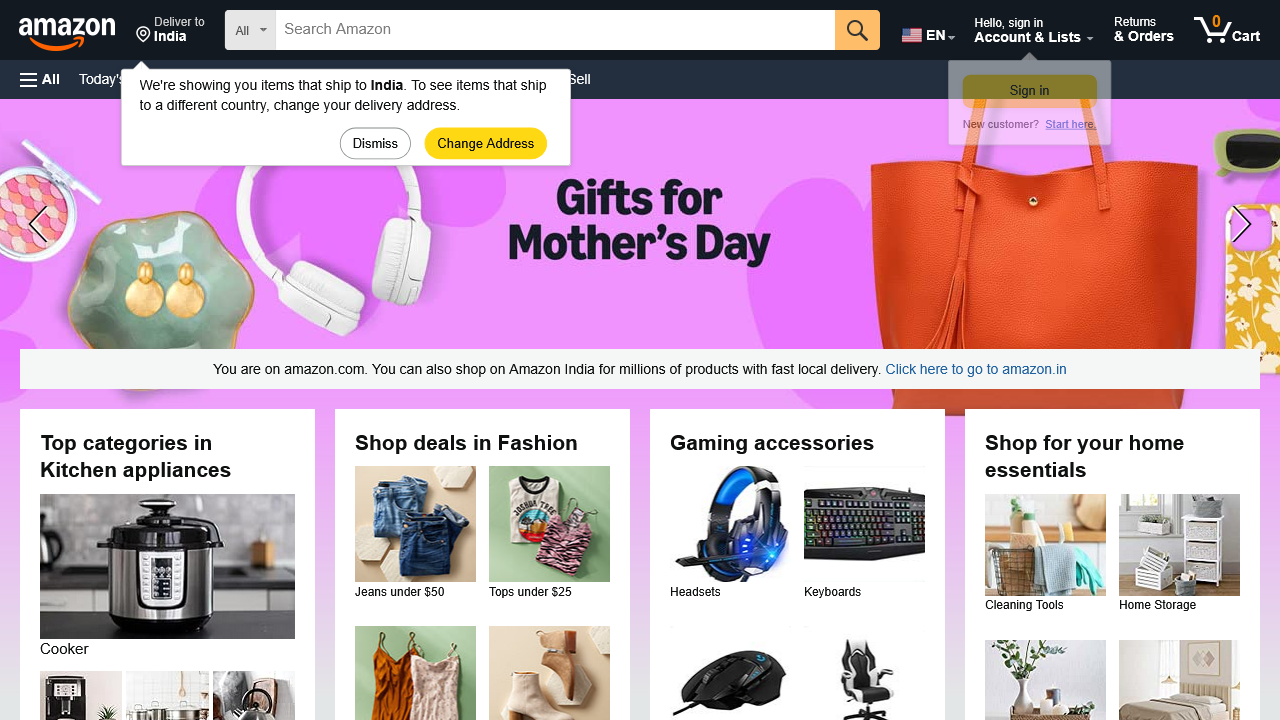 amazon
Deliver to
India
All
Search Amazon
EN
Hello, sign in
Account & Lists
Returns
& Orders
0
Cart
All
Today's
Sell
We're showing you items that ship to India. To see items that ship
to a different country, change your delivery address.
Dismiss
Change Address
Sign in
New customer? Start here.
Gifts for
Mother's Day
You are on amazon.com. You can also shop on Amazon India for millions of products with fast local delivery. Click here to go to amazon.in
Top categories in
Kitchen appliances
Cooker
Shop deals in Fashion
JOSHUA TREE
Jeans under $50
Tops under $25
Gaming accessories
Headsets
Keyboards
Shop for your home
essentials
Cleaning Tools
Home Storage